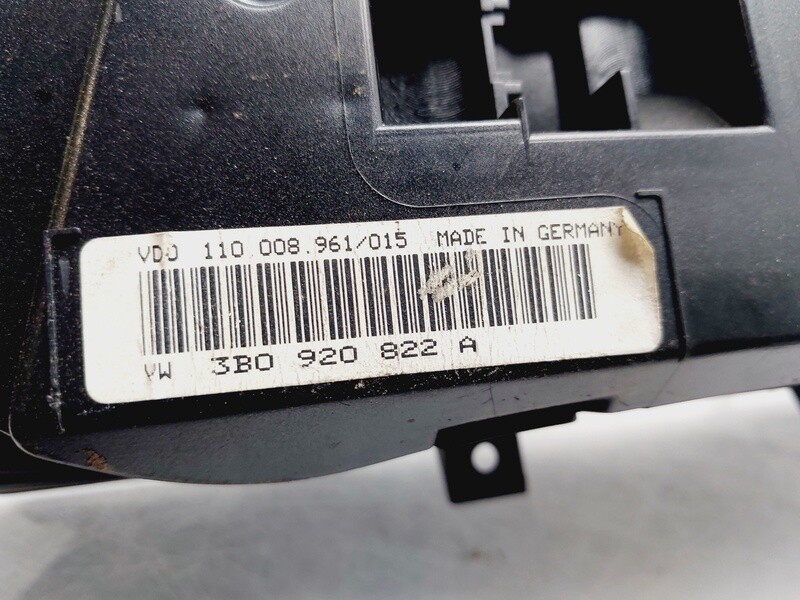 VDO 110 008.961/015 MADE IN GERMANY
VW 3B0 920 822 A